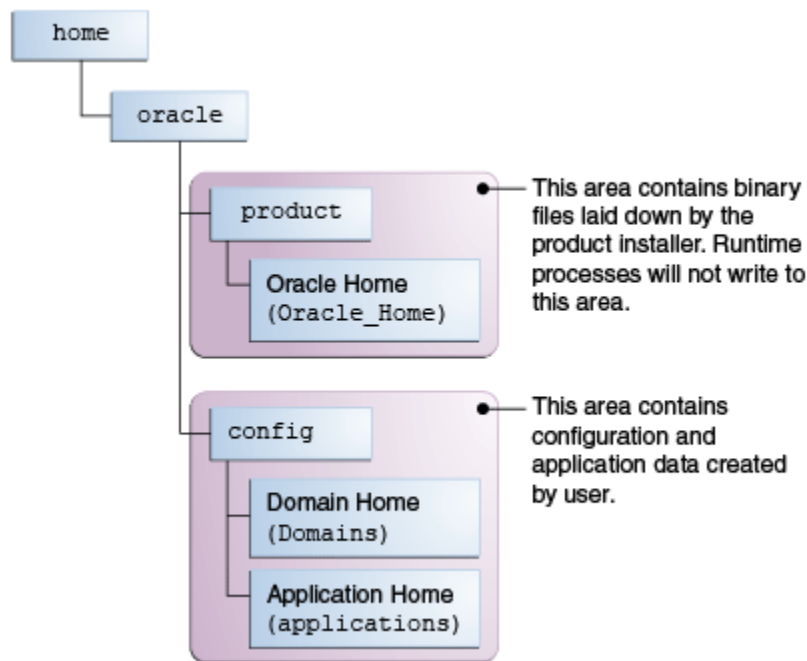 home
oracle
product
Oracle Home
(Oracle_Home)
This area contains binary
files laid down by the
product installer. Runtime
processes will not write to
this area.
config
Domain Home
(Domains)
Application Home
(applications)
This area contains
configuration and
application data created
by user.